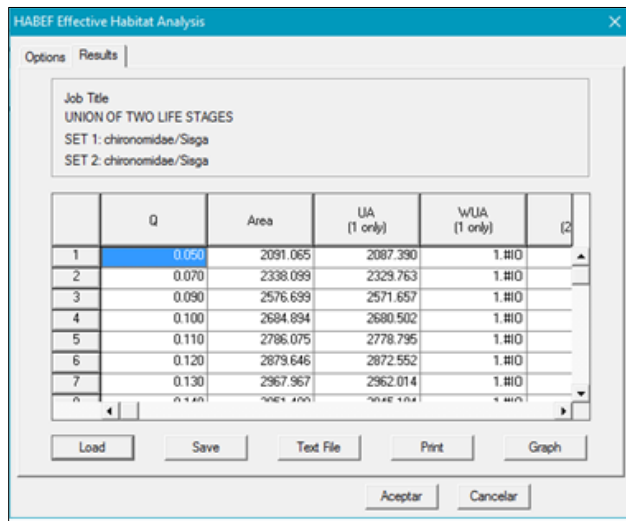 HABEF Effective Habitat Analysis
Options Results
Job Title
UNION OF TWO LIFE STAGES
SET 1: chironomidae/Sisga
SET 2: chironomidae/Sisga
Q Area UA (1 only) WUA (1 only) (2
1 0.050 2091.065 2087.390 1.#IO
2 0.070 2338.099 2329.763 1.#IO
3 0.090 2576.699 2571.657 1.#IO
4 0.100 2684.894 2680.502 1.#IO
5 0.110 2786.075 2778.795 1.#IO
6 0.120 2879.646 2872.552 1.#IO
7 0.130 2967.967 2962.014 1.#IO
Load Save Text File Print Graph
Aceptar Cancelar